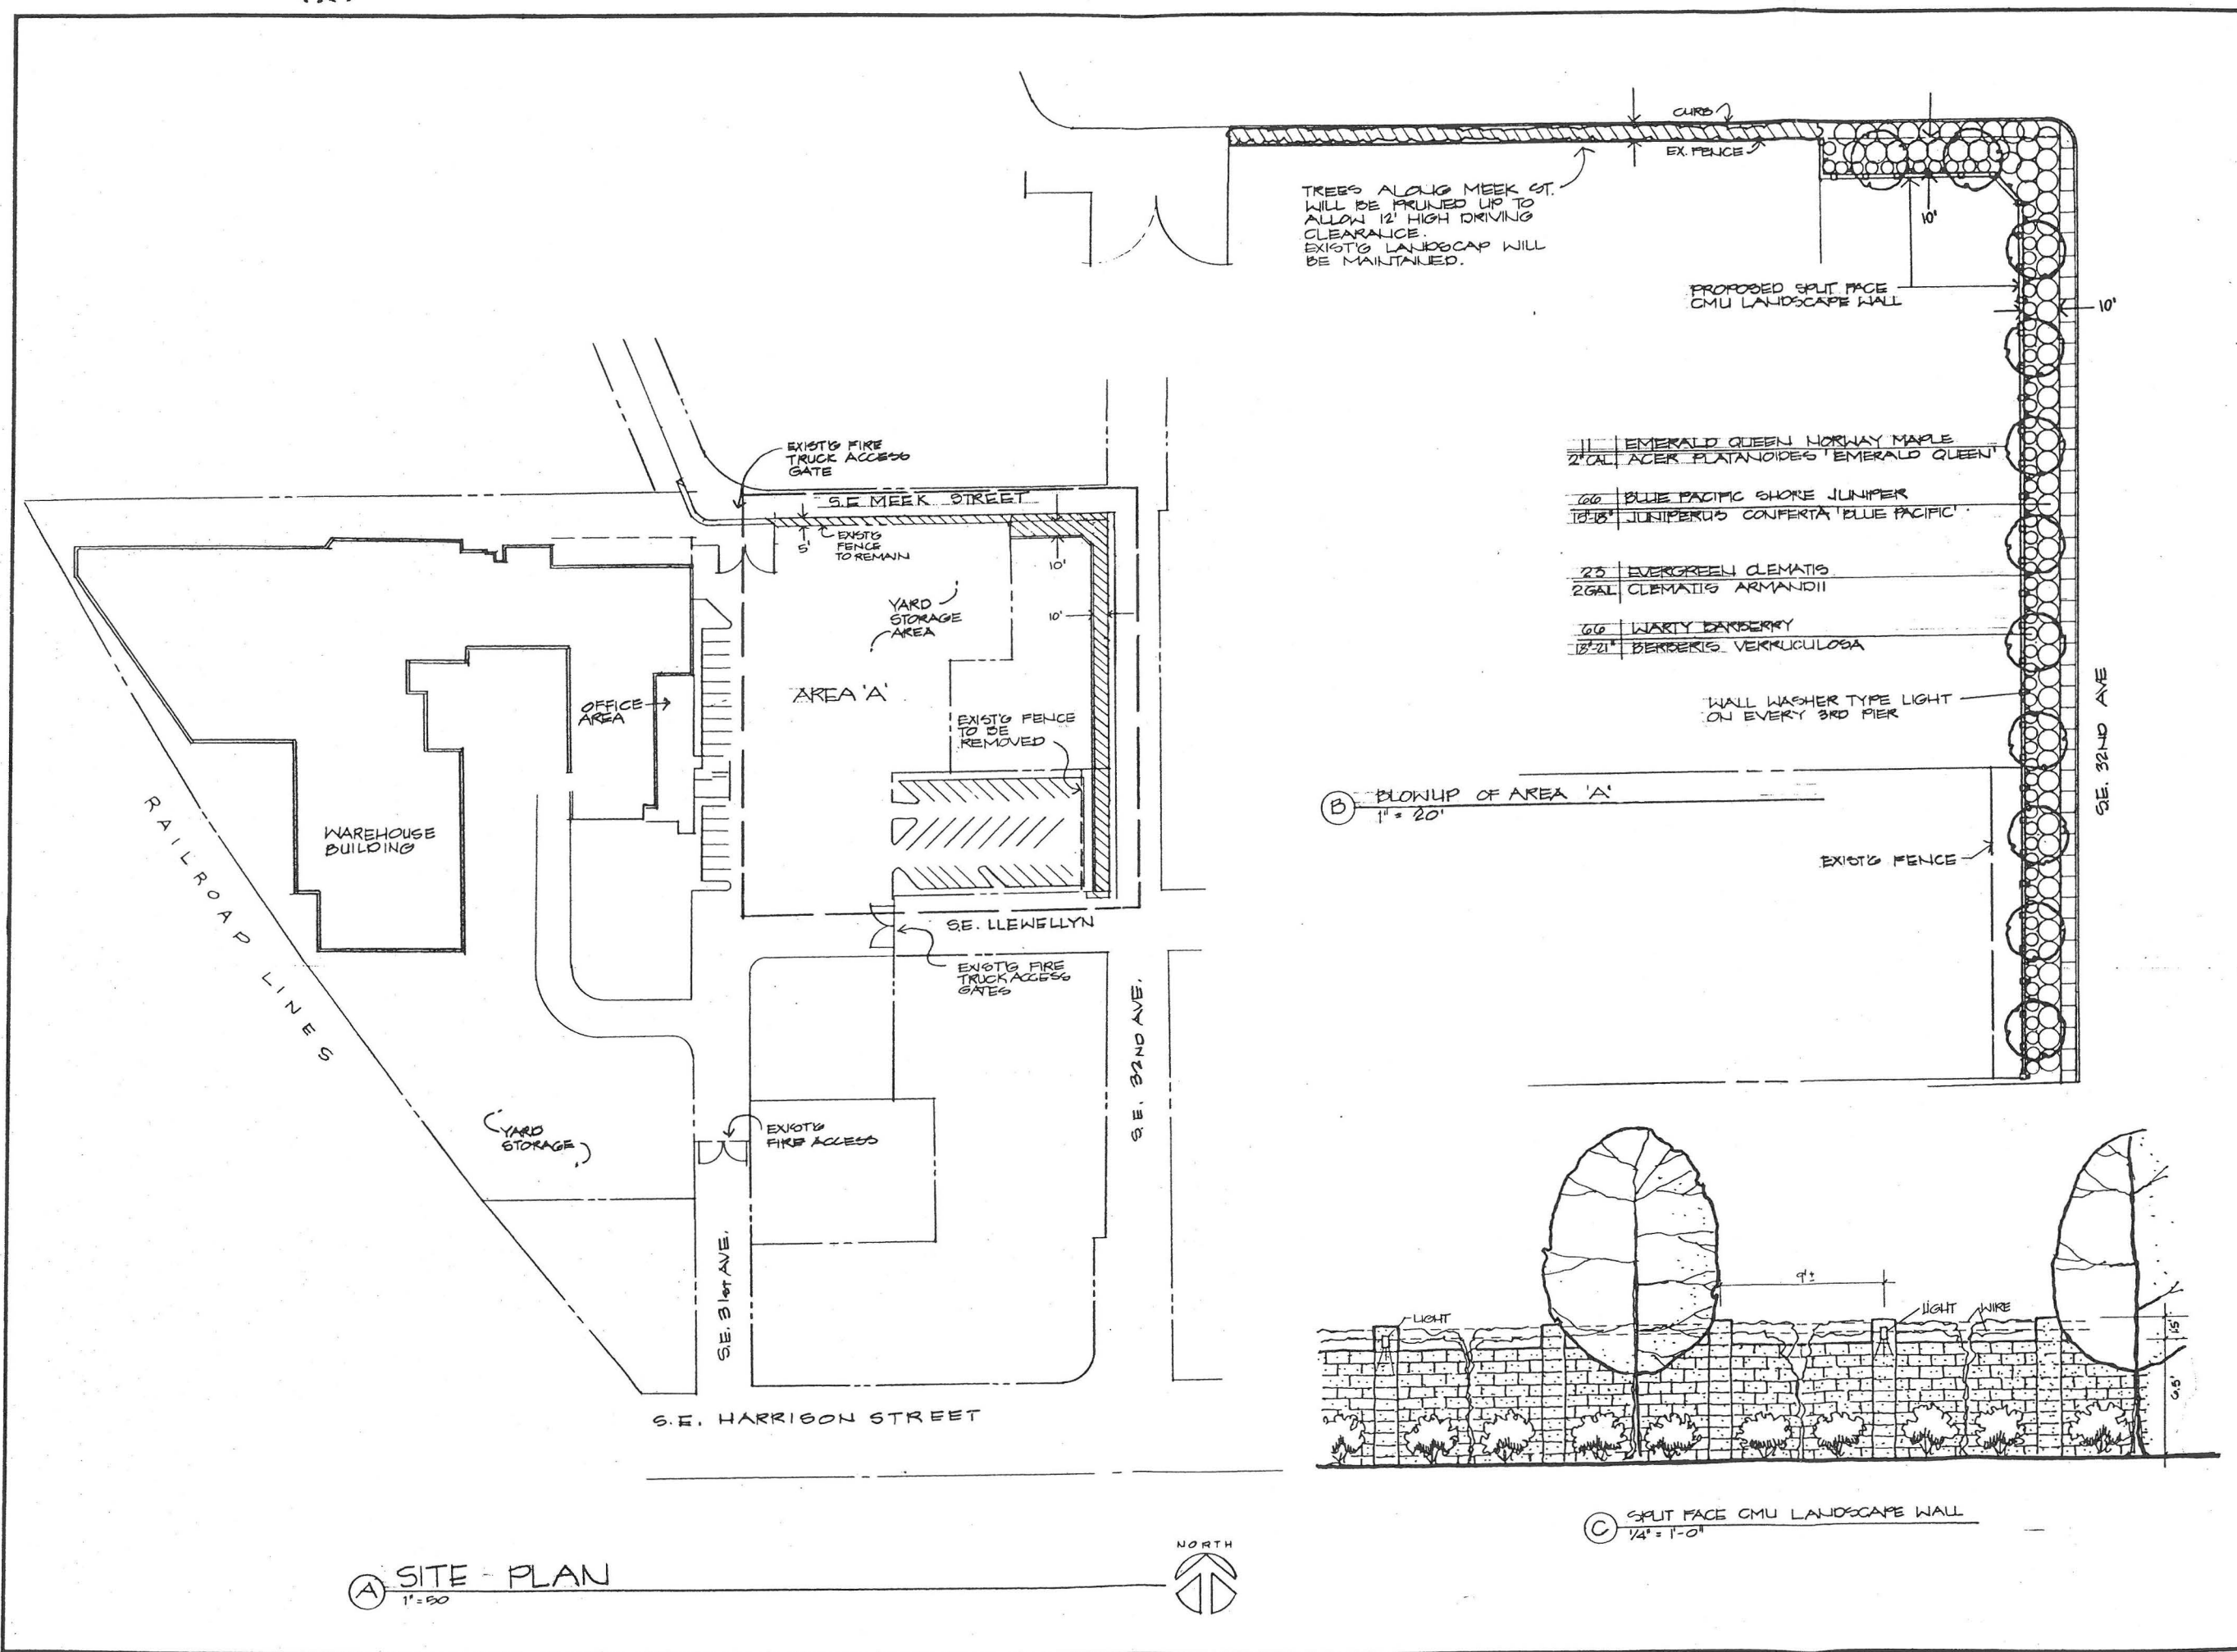 CURB
EX. FENCE
TREES ALONG MEEK ST.
WILL BE PRUNED UP TO
ALLOW 12' HIGH DRIVING
CLEARANCE.
EXIST'G LANDSCAP WILL
BE MAINTAINED.
10'
PROPOSED SPLIT FACE
CMU LANDSCAPE WALL
10'
11 EMERALD QUEEN NORWAY MAPLE
2" CAL ACER PLATANOIDES 'EMERALD QUEEN'
66 BLUE PACIFIC SHORE JUNIPER
15"-18" JUNIPERUS CONFERTA 'BLUE PACIFIC'
23 EVERGREEN CLEMATIS
2 GAL CLEMATIS ARMANDII
66 WARTY BARBERRY
18"-21" BERBERIS VERRUCULOSA
WALL WASHER TYPE LIGHT
ON EVERY 3RD PIER
S.E. 32ND AVE
B BLOWUP OF AREA 'A'
1" = 20'
EXIST'G FENCE
EXIST'G FIRE
TRUCK ACCESS
GATE
S.E. MEEK STREET
5'
EXIST'G
FENCE
TO REMAIN
10'
10'
YARD
STORAGE
AREA
AREA 'A'
OFFICE
AREA
EXIST'G FENCE
TO BE
REMOVED
WAREHOUSE
BUILDING
RAILROAD LINES
S.E. LLEWELLYN
EXIST'G FIRE
TRUCK ACCESS
GATES
S.E. 32ND AVE.
YARD
STORAGE
EXIST'G
FIRE ACCESS
S.E. 31st AVE.
S.E. HARRISON STREET
A SITE PLAN
1" = 50
NORTH
LIGHT
9'±
LIGHT
WIRE
1.5'
6.5'
C SPLIT FACE CMU LANDSCAPE WALL
1/4" = 1'-0"